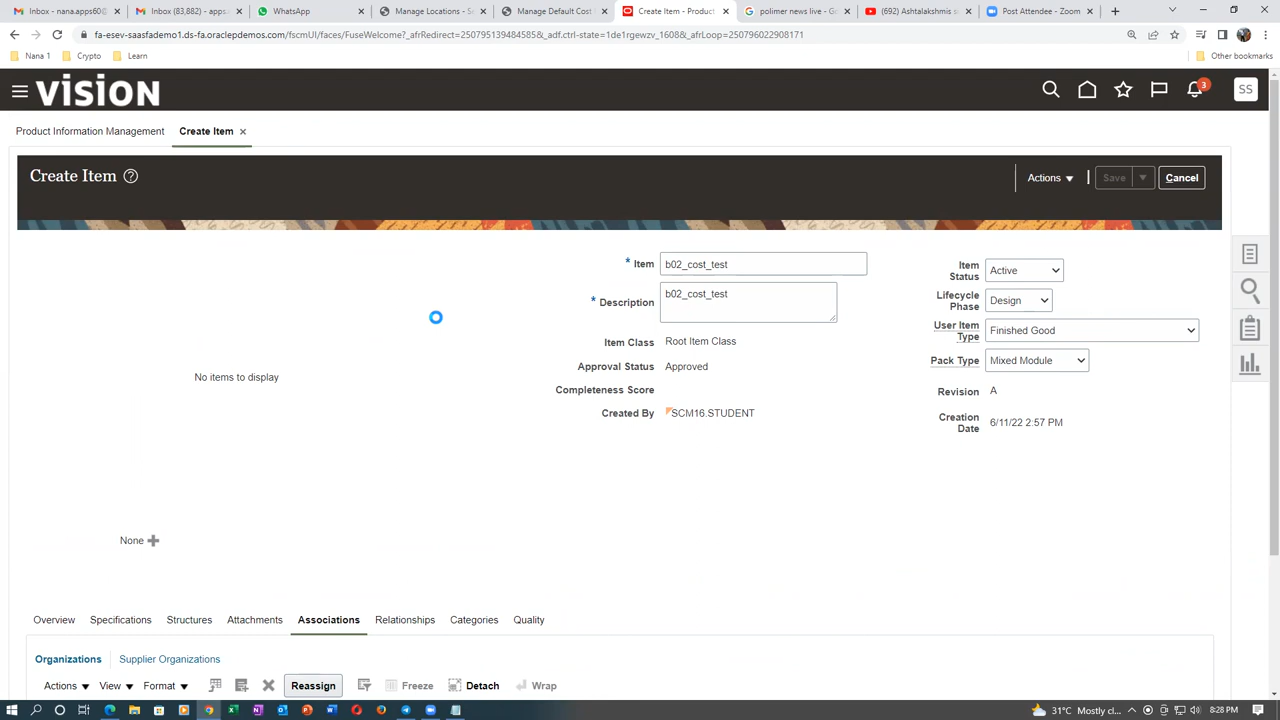 Inbox (60) - nana.apps60@
Inbox (83,882) - apps.
WhatsApp
Manage Locations - S
Manage Default Cost
Create Item - Product
polimer news live - Go
(692) Ashtalakshmi s
Post Attendee - Zoom
fa-esev-saasfademo1.ds-fa.oraclepdemos.com/fscmUI/faces/FuseWelcome?_afrRedirect=250795139484585&_adf.ctrl-state=1de1rgewzv_1608&_afrLoop=250796022908171
Nana 1
Crypto
Learn
Other bookmarks
VISION
3
SS
Product Information Management
Create Item
Create Item
Actions
Save
Cancel
* Item b02_cost_test
* Description b02_cost_test
Item Class Root Item Class
Approval Status Approved
Completeness Score
Created By SCM16.STUDENT
Item Status Active
Lifecycle Phase Design
User Item Type Finished Good
Pack Type Mixed Module
Revision A
Creation Date 6/11/22 2:57 PM
No items to display
None
Overview Specifications Structures Attachments Associations Relationships Categories Quality
Organizations Supplier Organizations
Actions View Format Reassign Freeze Detach Wrap
31°C Mostly cl... 8:28 PM